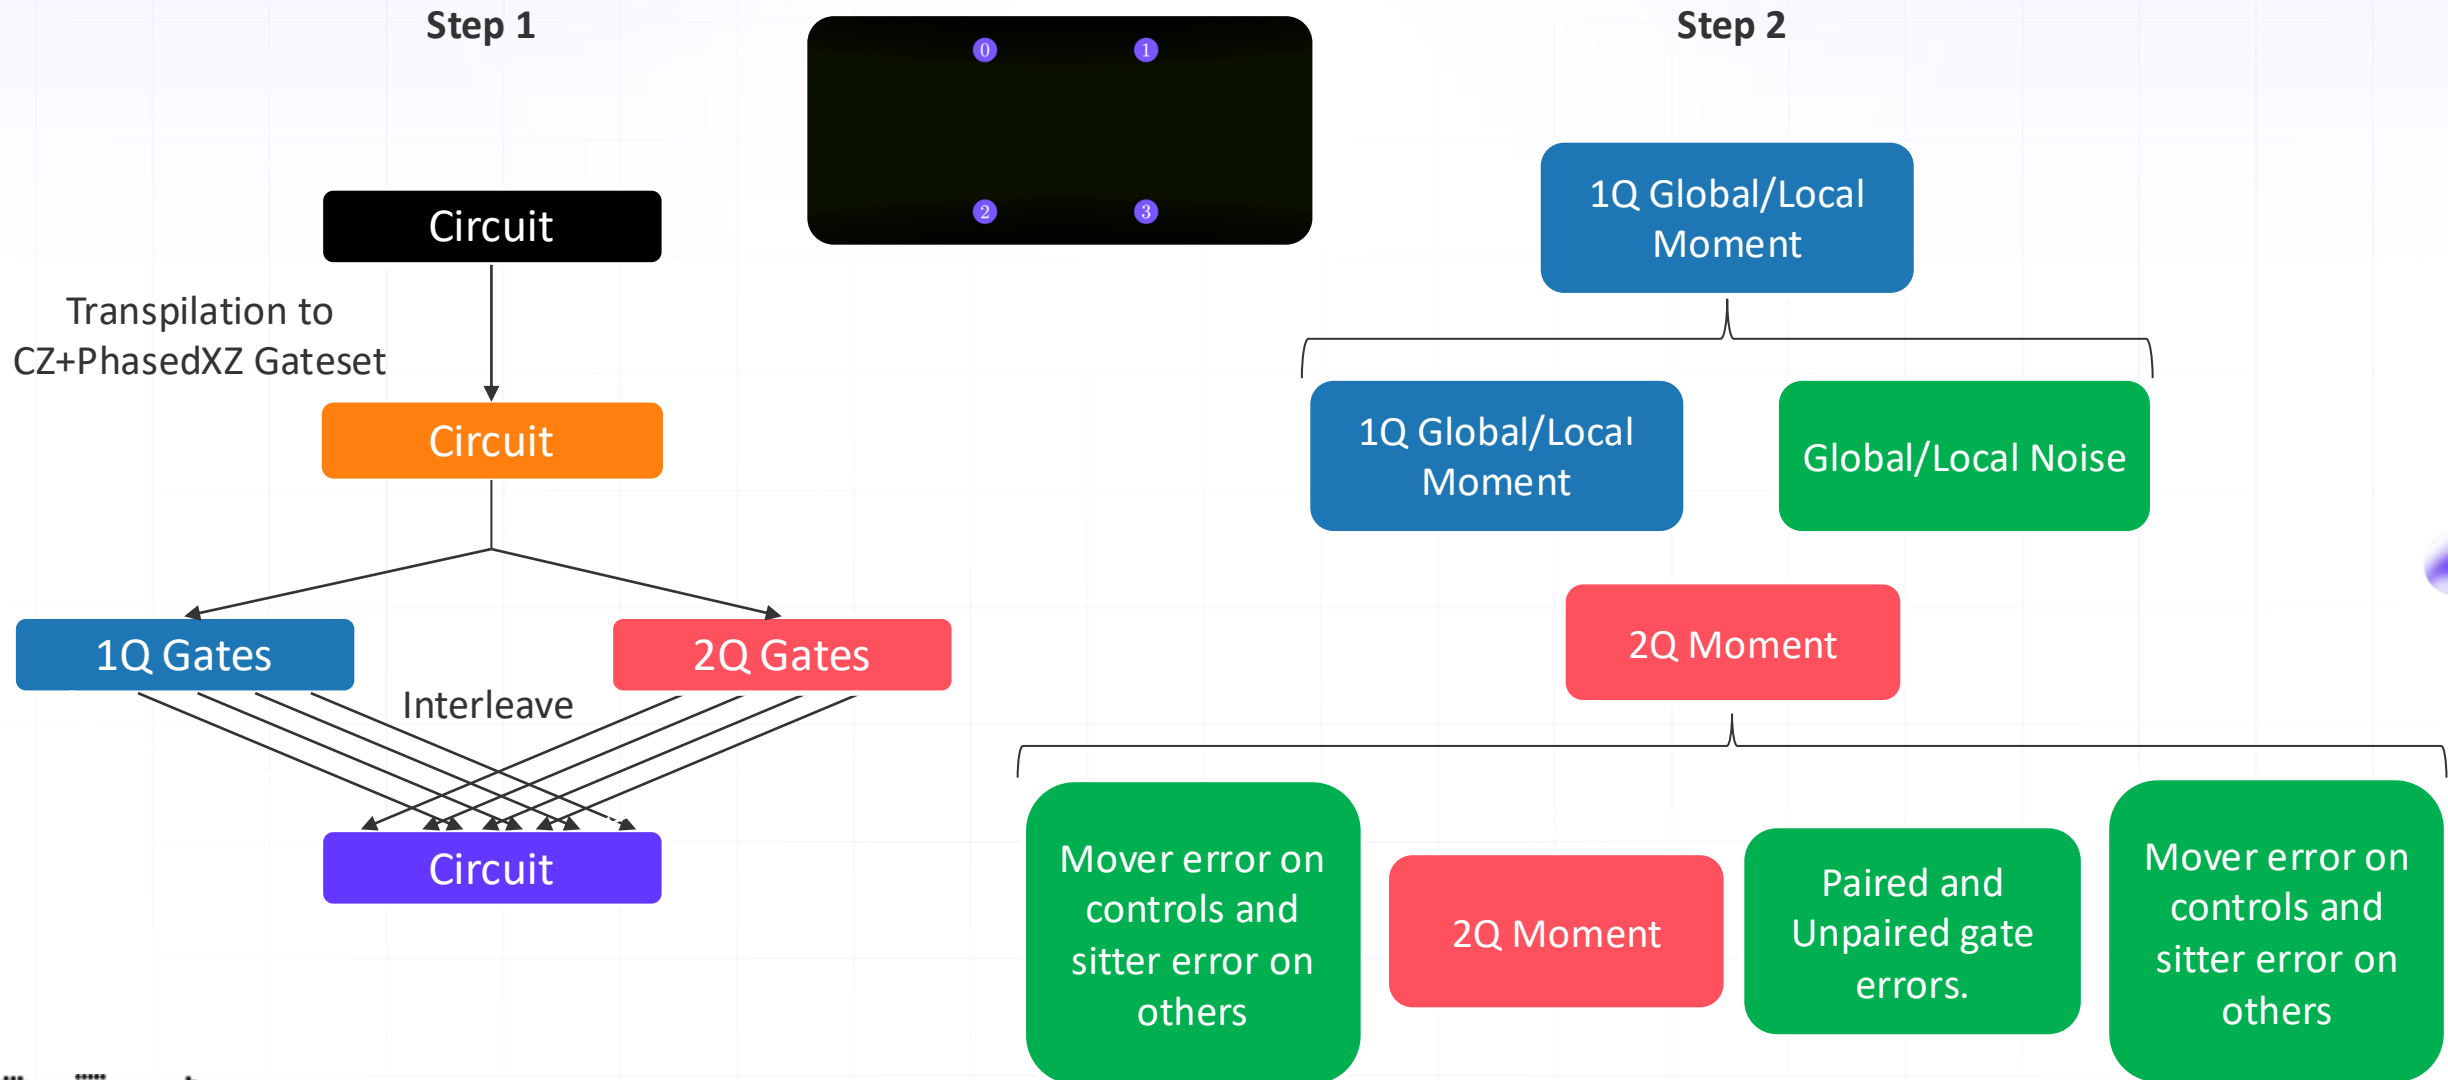 Step 1
0
1
2
3
Circuit
Transpilation to
CZ+PhasedXZ Gateset
Circuit
1Q Gates
2Q Gates
Interleave
Circuit
Step 2
1Q Global/Local
Moment
1Q Global/Local
Moment
Global/Local Noise
2Q Moment
Mover error on
controls and
sitter error on
others
2Q Moment
Paired and
Unpaired gate
errors.
Mover error on
controls and
sitter error on
others